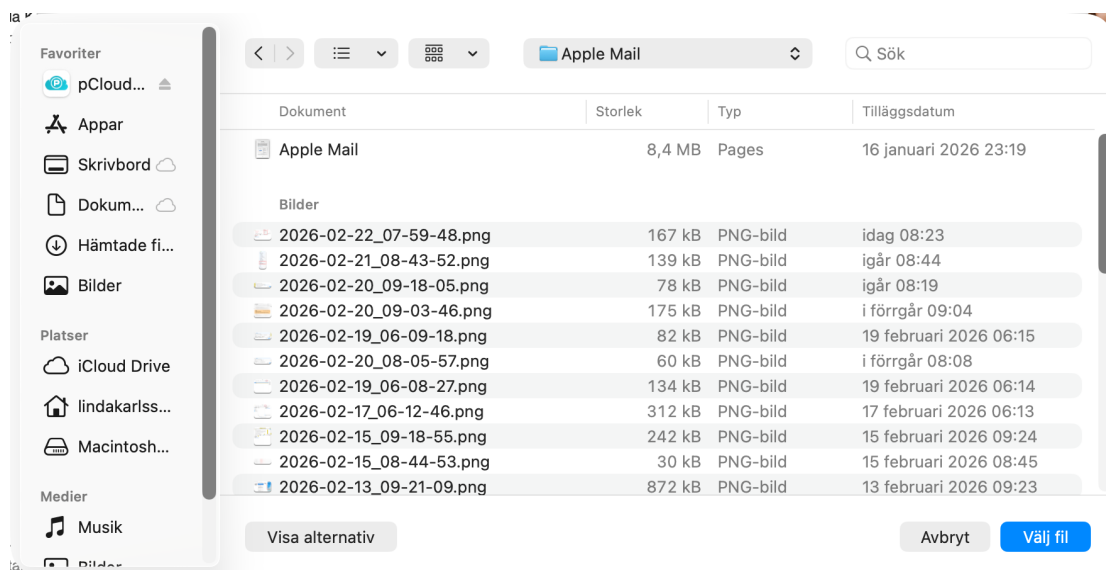 Favoriter
pCloud...
Appar
Skrivbord
Dokum...
Hämtade fi...
Bilder
Platser
iCloud Drive
lindakarlss...
Macintosh...
Medier
Musik
Bilder
Apple Mail
Sök
Dokument Storlek Typ Tilläggsdatum
Apple Mail 8,4 MB Pages 16 januari 2026 23:19
Bilder
2026-02-22_07-59-48.png 167 kB PNG-bild idag 08:23
2026-02-21_08-43-52.png 139 kB PNG-bild igår 08:44
2026-02-20_09-18-05.png 78 kB PNG-bild igår 08:19
2026-02-20_09-03-46.png 175 kB PNG-bild i förrgår 09:04
2026-02-19_06-09-18.png 82 kB PNG-bild 19 februari 2026 06:15
2026-02-20_08-05-57.png 60 kB PNG-bild i förrgår 08:08
2026-02-19_06-08-27.png 134 kB PNG-bild 19 februari 2026 06:14
2026-02-17_06-12-46.png 312 kB PNG-bild 17 februari 2026 06:13
2026-02-15_09-18-55.png 242 kB PNG-bild 15 februari 2026 09:24
2026-02-15_08-44-53.png 30 kB PNG-bild 15 februari 2026 08:45
2026-02-13_09-21-09.png 872 kB PNG-bild 13 februari 2026 09:23
Visa alternativ Avbryt Välj fil